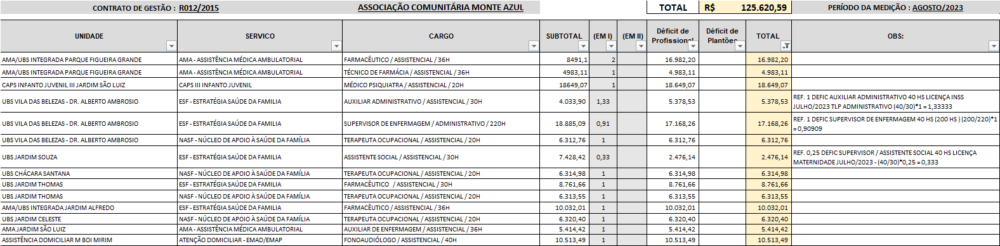 CONTRATO DE GESTÃO : R012/2015 ASSOCIAÇÃO COMUNITÁRIA MONTE AZUL TOTAL R$ 125.620,59 PERÍODO DA MEDIÇÃO : AGOSTO/2023
UNIDADE SERVICO CARGO SUBTOTAL (EM I) (EM II) Déficit de Profissional Déficit de Plantões TOTAL OBS:
AMA/UBS INTEGRADA PARQUE FIGUEIRA GRANDE AMA - ASSISTÊNCIA MÉDICA AMBULATORIAL FARMACÊUTICO / ASSISTENCIAL / 36H 8491,1 2 16.982,20 16.982,20
AMA/UBS INTEGRADA PARQUE FIGUEIRA GRANDE AMA - ASSISTÊNCIA MÉDICA AMBULATORIAL TÉCNICO DE FARMÁCIA / ASSISTENCIAL / 36H 4983,11 1 4.983,11 4.983,11
CAPS INFANTO JUVENIL III JARDIM SÃO LUIZ CAPS III INFANTO JUVENIL MÉDICO PSIQUIATRA / ASSISTENCIAL / 20H 18649,07 1 18.649,07 18.649,07
UBS VILA DAS BELEZAS - DR. ALBERTO AMBROSIO ESF - ESTRATÉGIA SAÚDE DA FAMILIA AUXILIAR ADMINISTRATIVO / ASSISTENCIAL / 30H 4.033,90 1,33 5.378,53 5.378,53 REF. 1 DEFIC AUXILIAR ADMINISTRATIVO 40 HS LICENÇA INSS
JULHO/2023 TLP ADMINISTRATIVO (40/30)*1 = 1,33333
UBS VILA DAS BELEZAS - DR. ALBERTO AMBROSIO ESF - ESTRATÉGIA SAÚDE DA FAMILIA SUPERVISOR DE ENFERMAGEM / ADMINISTRATIVO / 220H 18.885,09 0,91 17.168,26 17.168,26 REF. 1 DEFIC SUPERVISOR DE ENFERMAGEM 40 HS (200 HS ) (200/220)*1
= 0,90909
UBS VILA DAS BELEZAS - DR. ALBERTO AMBROSIO NASF - NÚCLEO DE APOIO À SAÚDE DA FAMÍLIA TERAPEUTA OCUPACIONAL / ASSISTENCIAL / 20H 6.312,76 1 6.312,76 6.312,76
UBS JARDIM SOUZA ESF - ESTRATÉGIA SAÚDE DA FAMILIA ASSISTENTE SOCIAL / ASSISTENCIAL / 30H 7.428,42 0,33 2.476,14 2.476,14 REF. 0,25 DEFIC SUPERVISOR / ASSISTENTE SOCIAL 40 HS LICENÇA
MATERNIDADE JULHO/2023 - (40/30)*0,25 = 0,333
UBS CHÁCARA SANTANA NASF - NÚCLEO DE APOIO À SAÚDE DA FAMÍLIA TERAPEUTA OCUPACIONAL / ASSISTENCIAL / 20H 6.314,98 1 6.314,98 6.314,98
UBS JARDIM THOMAS ESF - ESTRATÉGIA SAÚDE DA FAMILIA FARMACÊUTICO / ASSISTENCIAL / 30H 8.761,66 1 8.761,66 8.761,66
UBS JARDIM THOMAS NASF - NÚCLEO DE APOIO À SAÚDE DA FAMÍLIA TERAPEUTA OCUPACIONAL / ASSISTENCIAL / 20H 6.313,55 1 6.313,55 6.313,55
AMA/UBS INTEGRADA JARDIM ALFREDO ESF - ESTRATÉGIA SAÚDE DA FAMILIA FARMACÊUTICO / ASSISTENCIAL / 36H 10.032,01 1 10.032,01 10.032,01
UBS JARDIM CELESTE NASF - NÚCLEO DE APOIO À SAÚDE DA FAMÍLIA TERAPEUTA OCUPACIONAL / ASSISTENCIAL / 20H 6.320,40 1 6.320,40 6.320,40
AMA JARDIM SÃO LUIZ AMA - ASSISTÊNCIA MÉDICA AMBULATORIAL AUXILIAR DE ENFERMAGEM / ASSISTENCIAL / 36H 5.414,42 1 5.414,42 5.414,42
ASSISTÊNCIA DOMICILIAR M BOI MIRIM ATENÇÃO DOMICILIAR - EMAD/EMAP FONOAUDIÓLOGO / ASSISTENCIAL / 40H 10.513,49 1 10.513,49 10.513,49